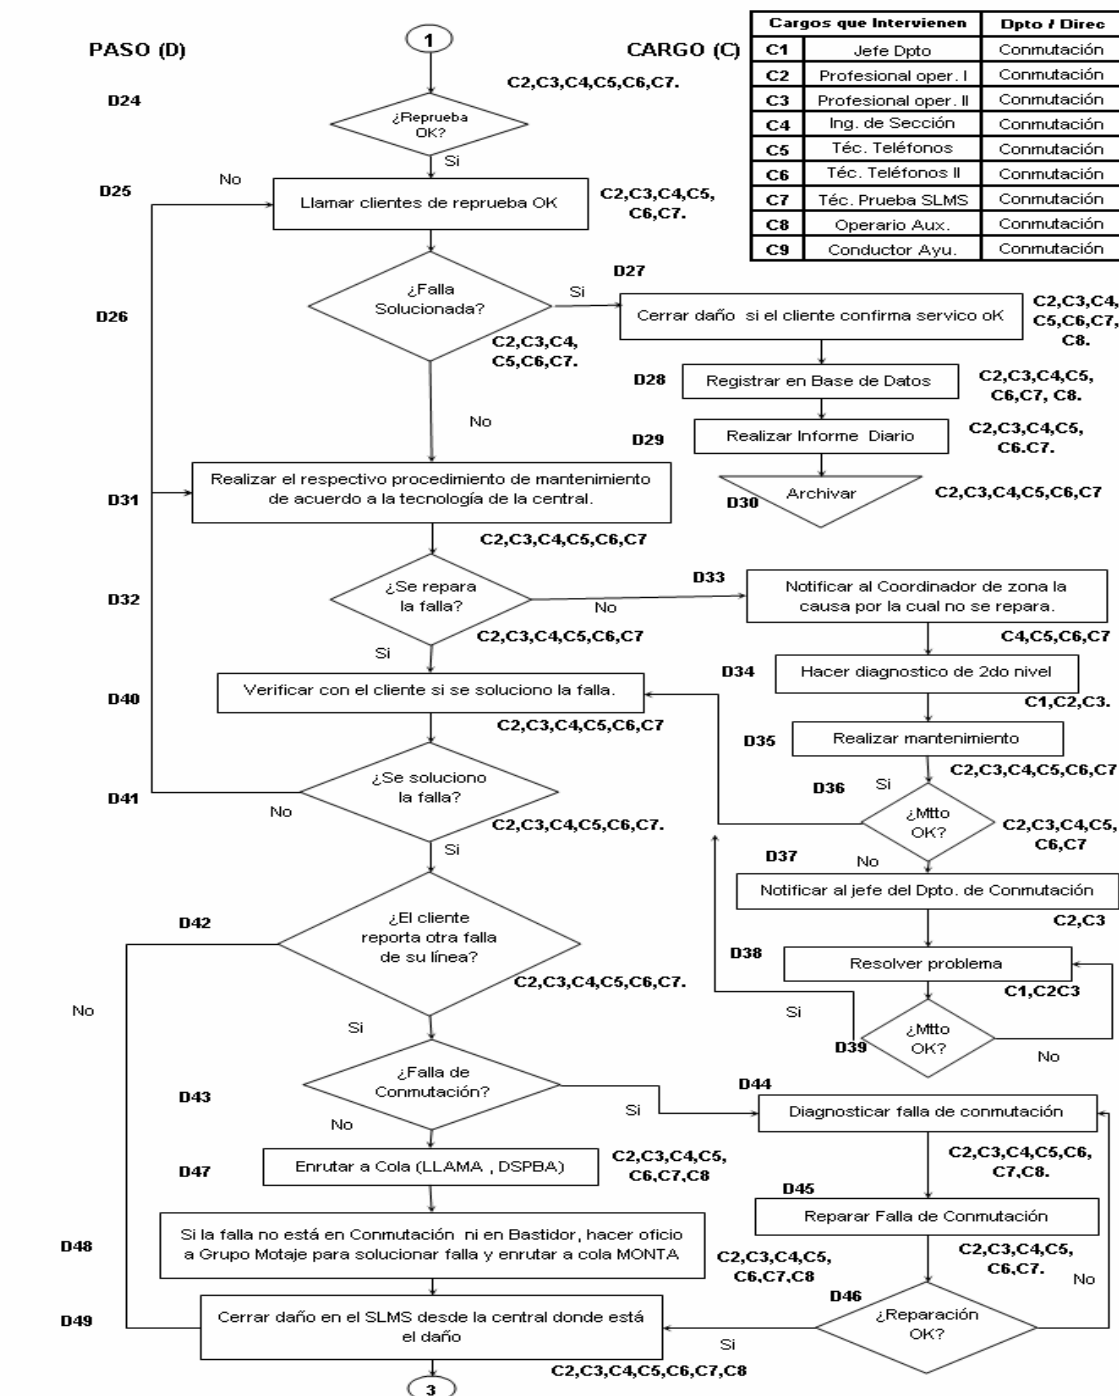 PASO (D)
1
CARGO (C)
Cargos que Intervienen Dpto / Direc
C1 Jefe Dpto Conmutación
C2 Profesional oper. I Conmutación
C3 Profesional oper. II Conmutación
C4 Ing. de Sección Conmutación
C5 Téc. Teléfonos Conmutación
C6 Téc. Teléfonos II Conmutación
C7 Téc. Prueba SLMS Conmutación
C8 Operario Aux. Conmutación
C9 Conductor Ayu. Conmutación
D24
C2,C3,C4,C5,C6,C7.
¿Reprueba
OK?
Si
D25
No
Llamar clientes de reprueba OK
C2,C3,C4,C5,
C6,C7.
D26
¿Falla
Solucionada?
Si
C2,C3,C4,
C5,C6,C7.
No
D27
Cerrar daño si el cliente confirma servico oK
C2,C3,C4,
C5,C6,C7,
C8.
D28
Registrar en Base de Datos
C2,C3,C4,C5,
C6,C7, C8.
D29
Realizar Informe Diario
C2,C3,C4,C5,
C6.C7.
D30
Archivar
C2,C3,C4,C5,C6,C7
D31
Realizar el respectivo procedimiento de mantenimiento
de acuerdo a la tecnología de la central.
C2,C3,C4,C5,C6,C7
D32
¿Se repara
la falla?
No
C2,C3,C4,C5,C6,C7
Si
D33
Notificar al Coordinador de zona la
causa por la cual no se repara.
C4,C5,C6,C7
D34
Hacer diagnostico de 2do nivel
C1,C2,C3.
D35
Realizar mantenimiento
C2,C3,C4,C5,C6,C7
D36
Si
¿Mtto
OK?
C2,C3,C4,C5,
C6,C7
No
D37
Notificar al jefe del Dpto. de Conmutación
C2,C3
D38
Resolver problema
C1,C2C3
Si
D39
¿Mtto
OK?
No
D40
Verificar con el cliente si se soluciono la falla.
C2,C3,C4,C5,C6,C7
D41
¿Se soluciono
la falla?
No
C2,C3,C4,C5,C6,C7.
Si
D42
¿El cliente
reporta otra falla
de su línea?
C2,C3,C4,C5,C6,C7.
No
Si
D43
¿Falla de
Conmutación?
Si
No
D44
Diagnosticar falla de conmutación
C2,C3,C4,C5,C6,
C7,C8.
D45
Reparar Falla de Conmutación
C2,C3,C4,C5,
C6,C7.
No
D46
¿Reparación
OK?
Si
D47
Enrutar a Cola (LLAMA , DSPBA)
C2,C3,C4,C5,
C6,C7,C8
D48
Si la falla no está en Conmutación ni en Bastidor, hacer oficio
a Grupo Motaje para solucionar falla y enrutar a cola MONTA
C2,C3,C4,C5,
C6,C7,C8
D49
Cerrar daño en el SLMS desde la central donde está
el daño
C2,C3,C4,C5,C6,C7,C8
3